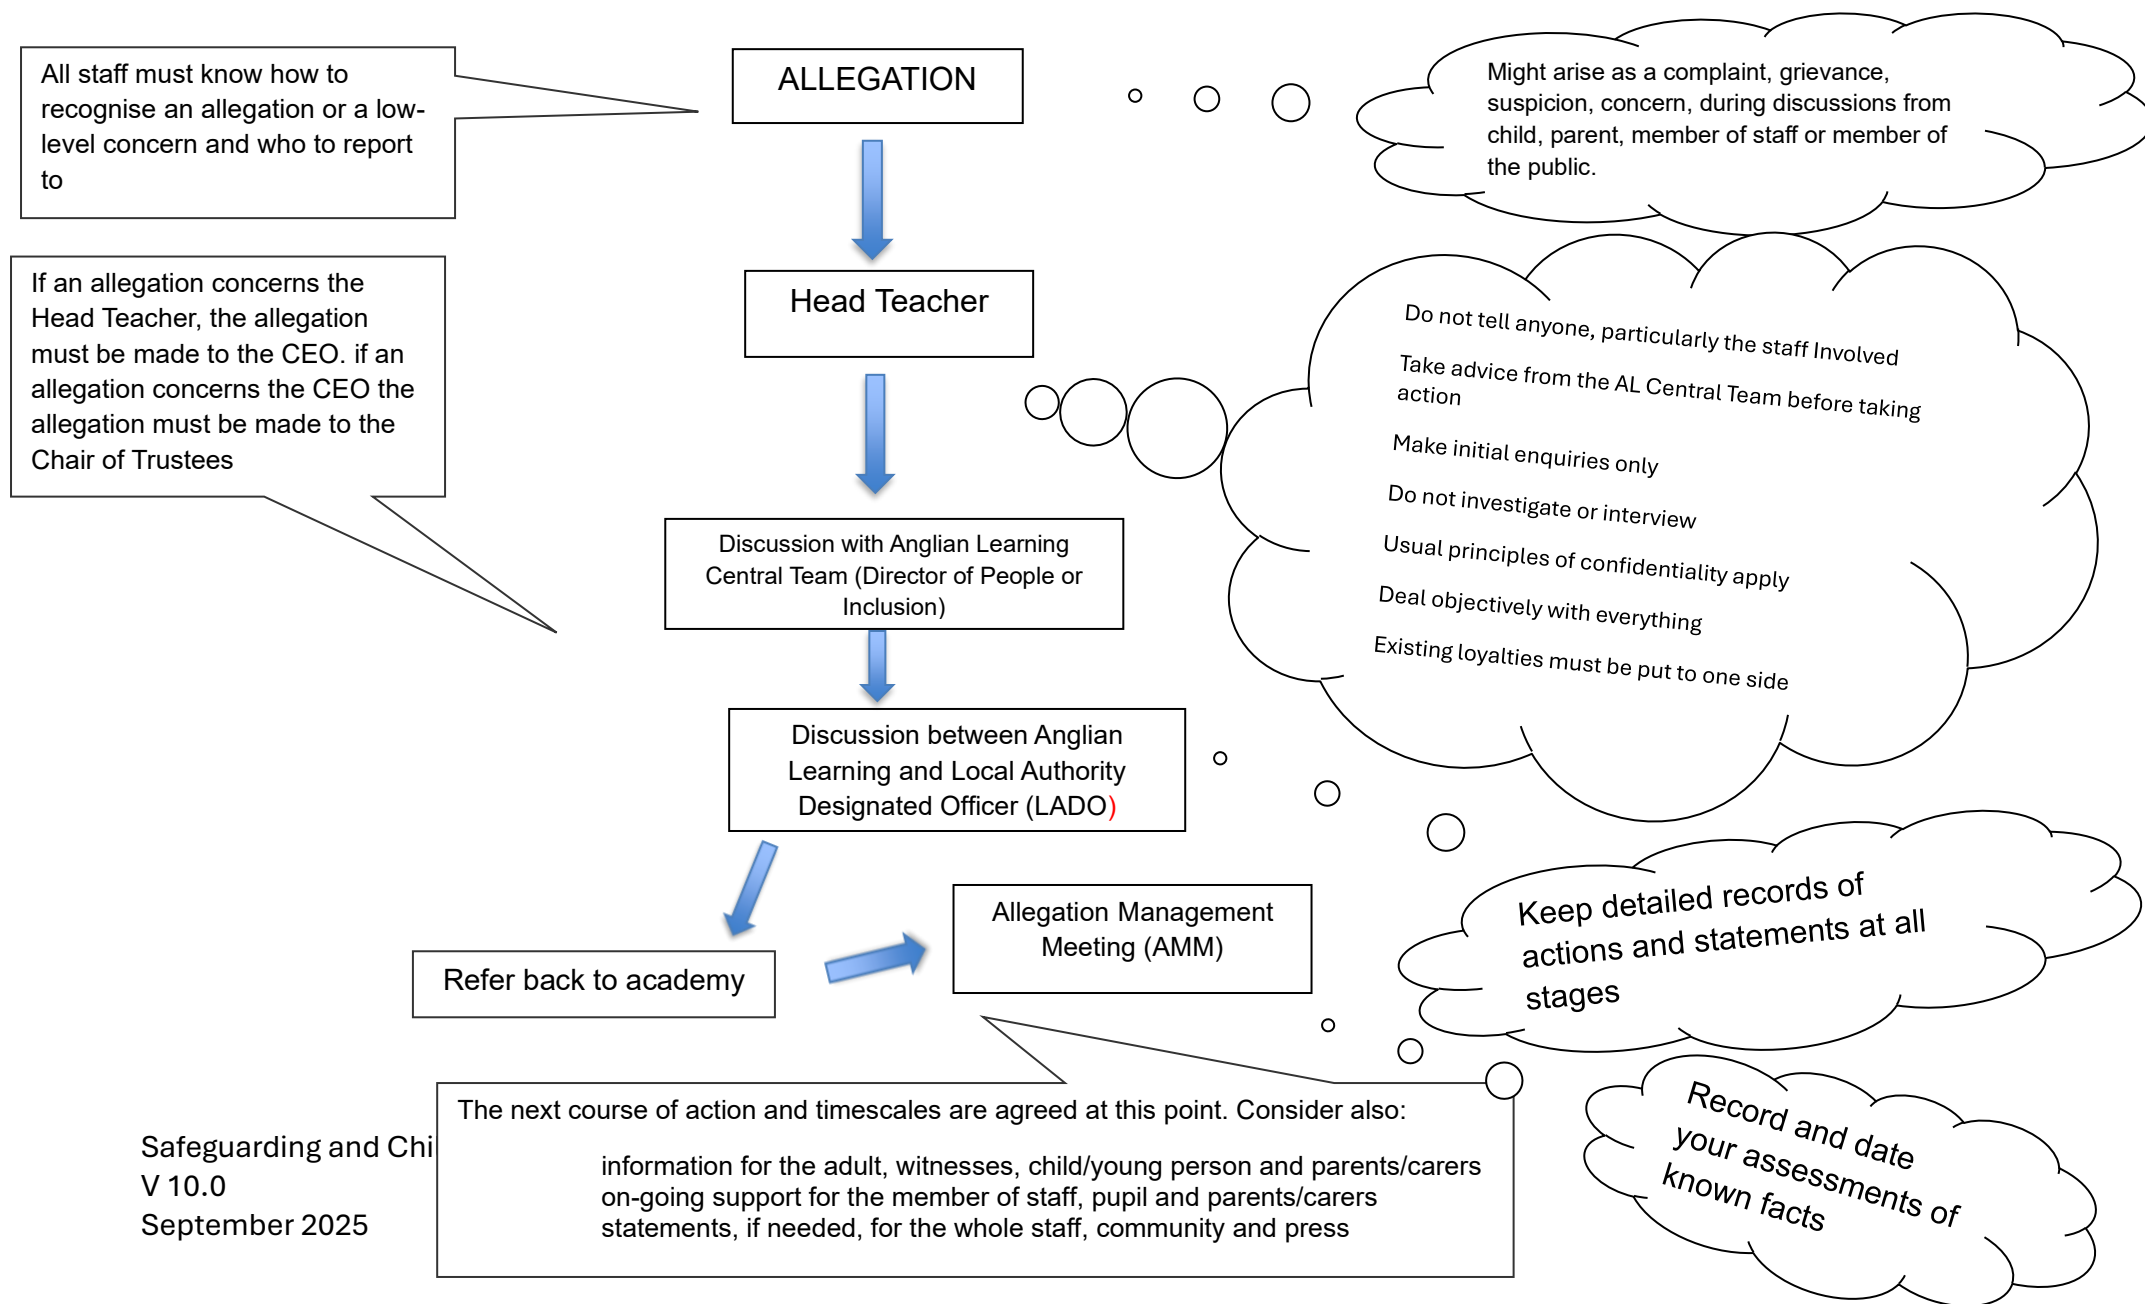 All staff must know how to
recognise an allegation or a low-
level concern and who to report
to
ALLEGATION
Might arise as a complaint, grievance,
suspicion, concern, during discussions from
child, parent, member of staff or member of
the public.
If an allegation concerns the
Head Teacher, the allegation
must be made to the CEO. if an
allegation concerns the CEO the
allegation must be made to the
Chair of Trustees
Head Teacher
Do not tell anyone, particularly the staff Involved
Take advice from the AL Central Team before taking
action
Make initial enquiries only
Do not investigate or interview
Usual principles of confidentiality apply
Deal objectively with everything
Existing loyalties must be put to one side
Discussion with Anglian Learning
Central Team (Director of People or
Inclusion)
Discussion between Anglian
Learning and Local Authority
Designated Officer (LADO)
Keep detailed records of
actions and statements at all
stages
Refer back to academy
Allegation Management
Meeting (AMM)
The next course of action and timescales are agreed at this point. Consider also:
information for the adult, witnesses, child/young person and parents/carers
on-going support for the member of staff, pupil and parents/carers
statements, if needed, for the whole staff, community and press
Record and date
your assessments of
known facts
Safeguarding and Chi
V 10.0
September 2025